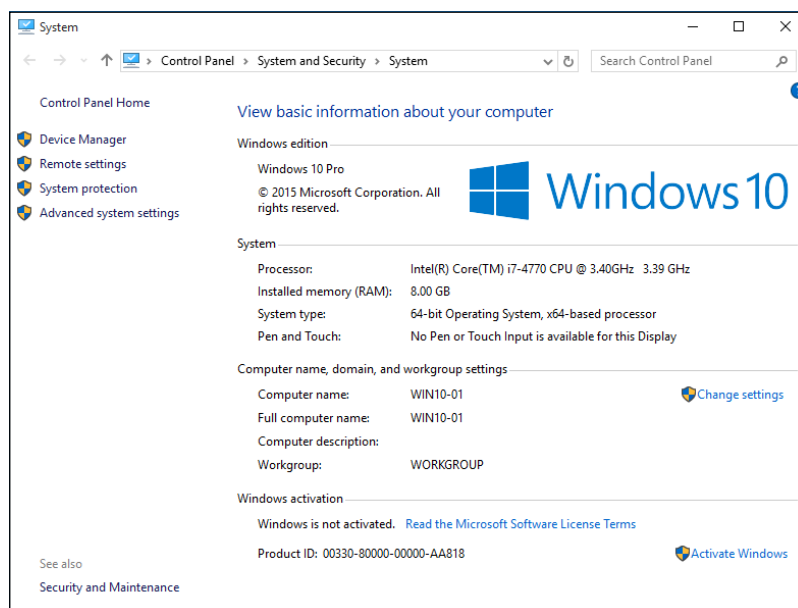 System
Control Panel > System and Security > System
Search Control Panel
Control Panel Home
Device Manager
Remote settings
System protection
Advanced system settings
See also
Security and Maintenance
View basic information about your computer
Windows edition
Windows 10 Pro
© 2015 Microsoft Corporation. All
rights reserved.
Windows 10
System
Processor: Intel(R) Core(TM) i7-4770 CPU @ 3.40GHz 3.39 GHz
Installed memory (RAM): 8.00 GB
System type: 64-bit Operating System, x64-based processor
Pen and Touch: No Pen or Touch Input is available for this Display
Computer name, domain, and workgroup settings
Computer name: WIN10-01 Change settings
Full computer name: WIN10-01
Computer description:
Workgroup: WORKGROUP
Windows activation
Windows is not activated. Read the Microsoft Software License Terms
Product ID: 00330-80000-00000-AA818 Activate Windows